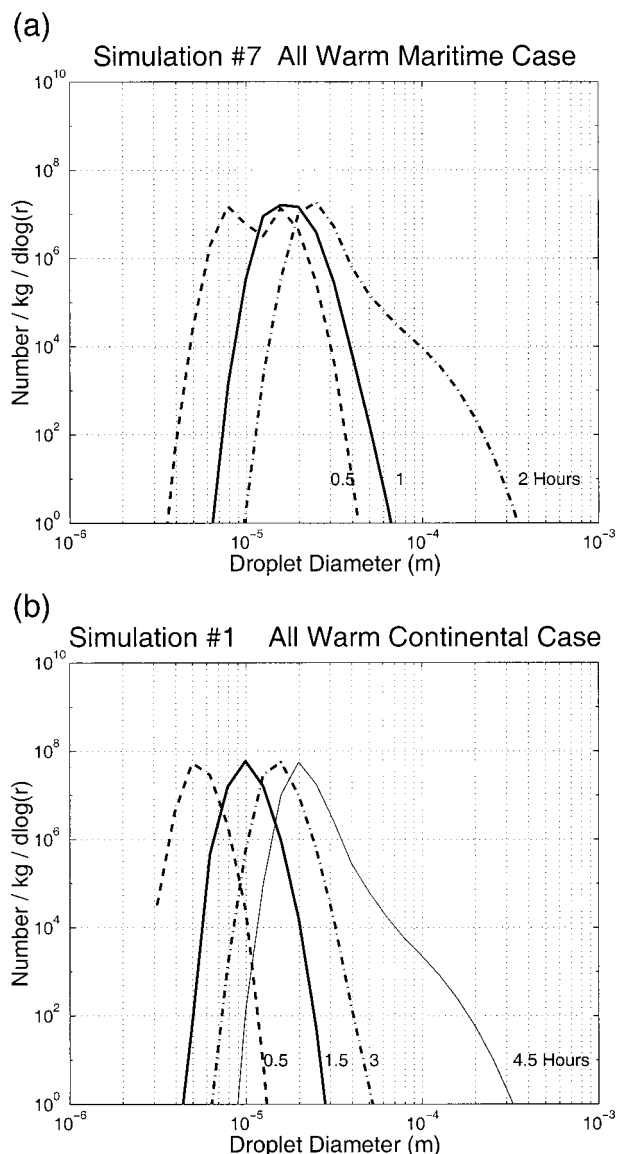 (a)
Simulation #7 All Warm Maritime Case
Number / kg / dlog(r)
10^10
10^8
10^6
10^4
10^2
10^0
0.5 1 2 Hours
10^-6 10^-5 10^-4 10^-3
Droplet Diameter (m)
(b)
Simulation #1 All Warm Continental Case
Number / kg / dlog(r)
10^10
10^8
10^6
10^4
10^2
10^0
0.5 1.5 3 4.5 Hours
10^-6 10^-5 10^-4 10^-3
Droplet Diameter (m)